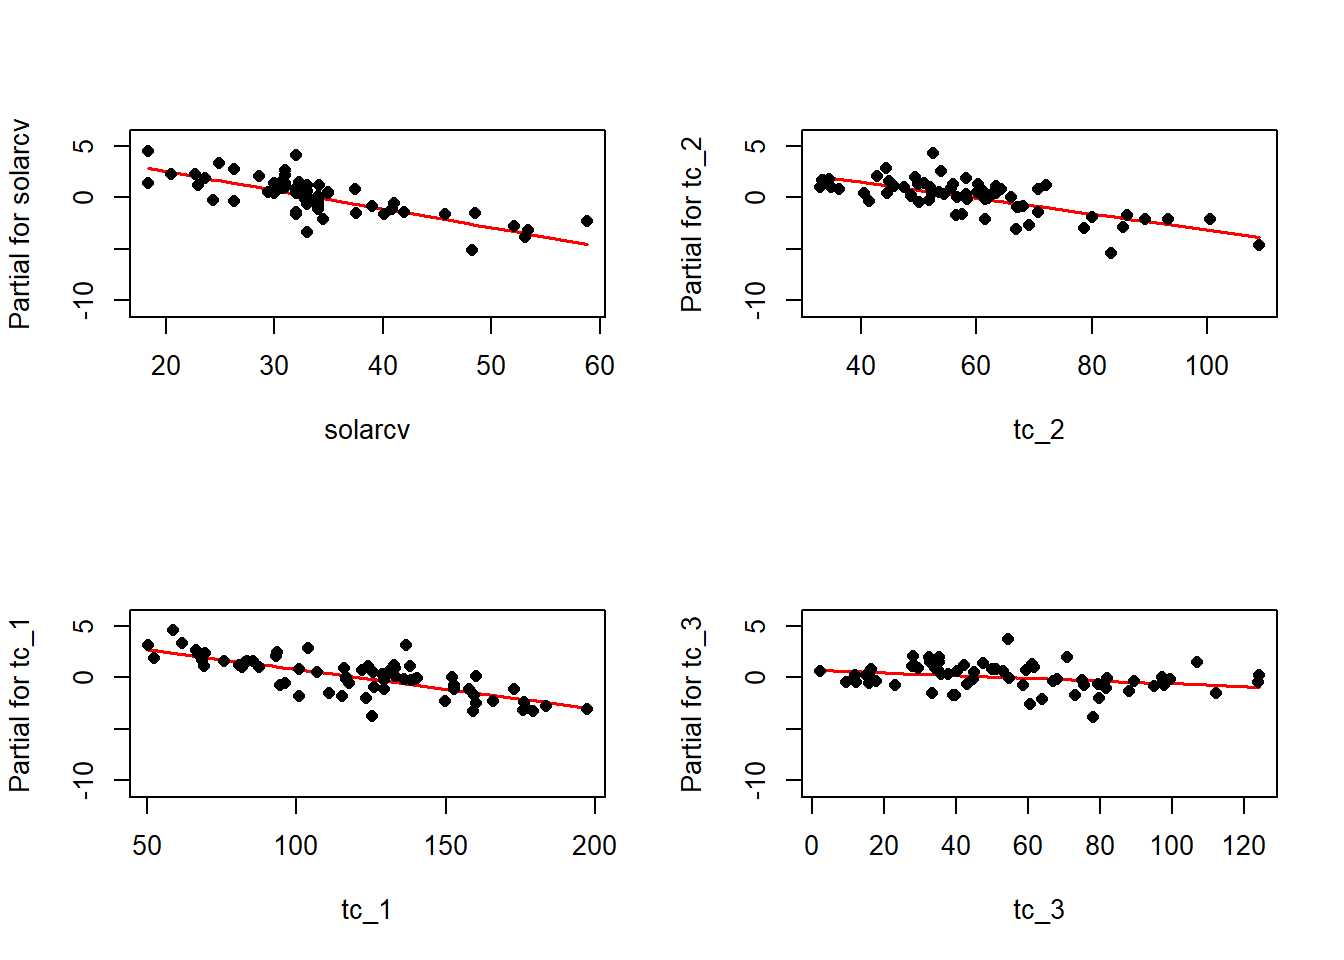 Partial for solarcv
5
0
-10
20 30 40 50 60
solarcv
Partial for tc_2
5
0
-10
40 60 80 100
tc_2
Partial for tc_1
5
0
-10
50 100 150 200
tc_1
Partial for tc_3
5
0
-10
0 20 40 60 80 100 120
tc_3